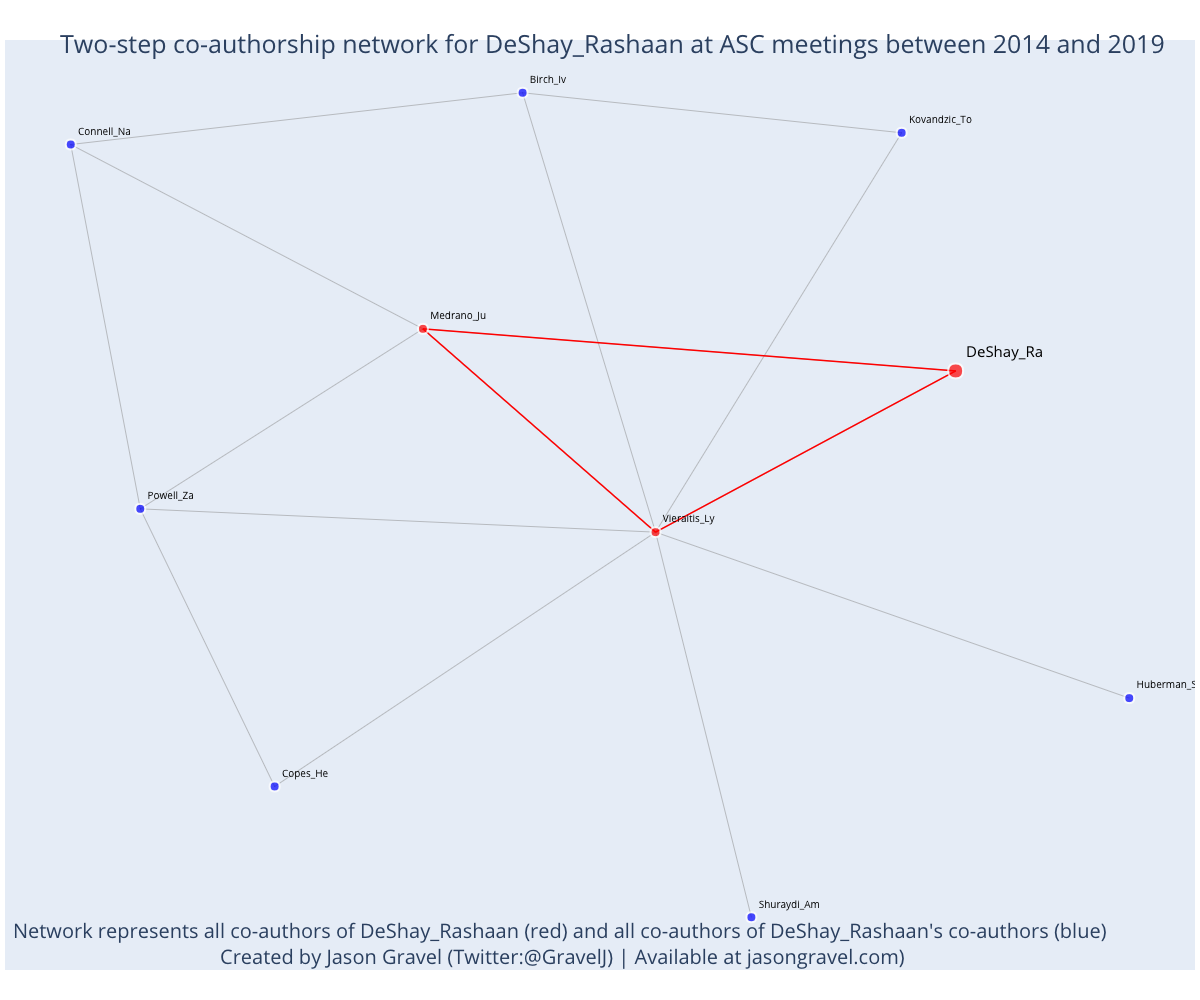 Two-step co-authorship network for DeShay_Rashaan at ASC meetings between 2014 and 2019
Birch_Iv
Kovandzic_To
Connell_Na
Medrano_Ju
DeShay_Ra
Powell_Za
Vieraitis_Ly
Huberman_S
Copes_He
Shuraydi_Am
Network represents all co-authors of DeShay_Rashaan (red) and all co-authors of DeShay_Rashaan's co-authors (blue)
Created by Jason Gravel (Twitter:@GravelJ) | Available at jasongravel.com)